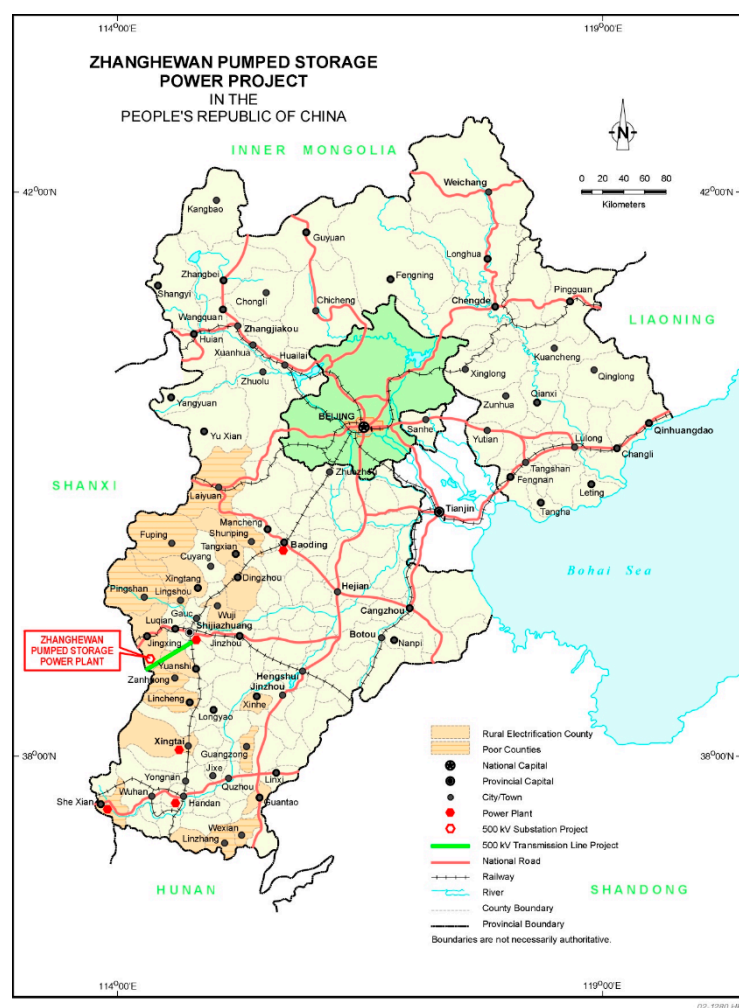 114°00'E
119°00'E
ZHANGHEWAN PUMPED STORAGE
POWER PROJECT
IN THE
PEOPLE'S REPUBLIC OF CHINA
N
INNER MONGOLIA
0 20 40 60 80
Kilometers
42°00'N
42°00'N
Weichang
Kangbao
Guyuan
Longhua
Zhangbei
Fengning
Shangyi
Chongli
Chicheng
Chengde
Pingguan
Wangquan
Zhangjiakou
LIAONING
Huian
Xuanhua
Huailai
Kuancheng
Zhuolu
Xinglong
Qinglong
Yangyuan
Zunhua
Qianxi
BEIJING
Sanhe
Qinhuangdao
Yu Xian
Yutian
Lulong
Changli
Zhuozhou
Tangshan
SHANXI
Fengnan
Laiyuan
Leting
Tangha
Tianjin
Mancheng
Fuping
Shunping
Baoding
Tangxian
Cuyang
Bohai Sea
Dingzhou
Xingtang
Pingshan
Lingshou
Hejian
Wuji
Cangzhou
Gauc
Luqian
Shijiazhuang
Botou
ZHANGHEWAN
PUMPED STORAGE
POWER PLANT
Jingxing
Jinzhou
Nanpi
Yuanshi
Zanhuong
Hengshui
Jinzhou
Lincheng
Xinhe
Longyao
Xingtai
Guangzong
38°00'N
38°00'N
Jixe
Yongnan
Linxi
Quzhou
Wuhan
She Xian
Handan
Guantao
Wexian
Linzhang
HUNAN
SHANDONG
Rural Electrification County
Poor Counties
National Capital
Provincial Capital
City/Town
Power Plant
500 kV Substation Project
500 kV Transmission Line Project
National Road
Railway
River
County Boundary
Provincial Boundary
Boundaries are not necessarily authoritative.
114°00'E
119°00'E